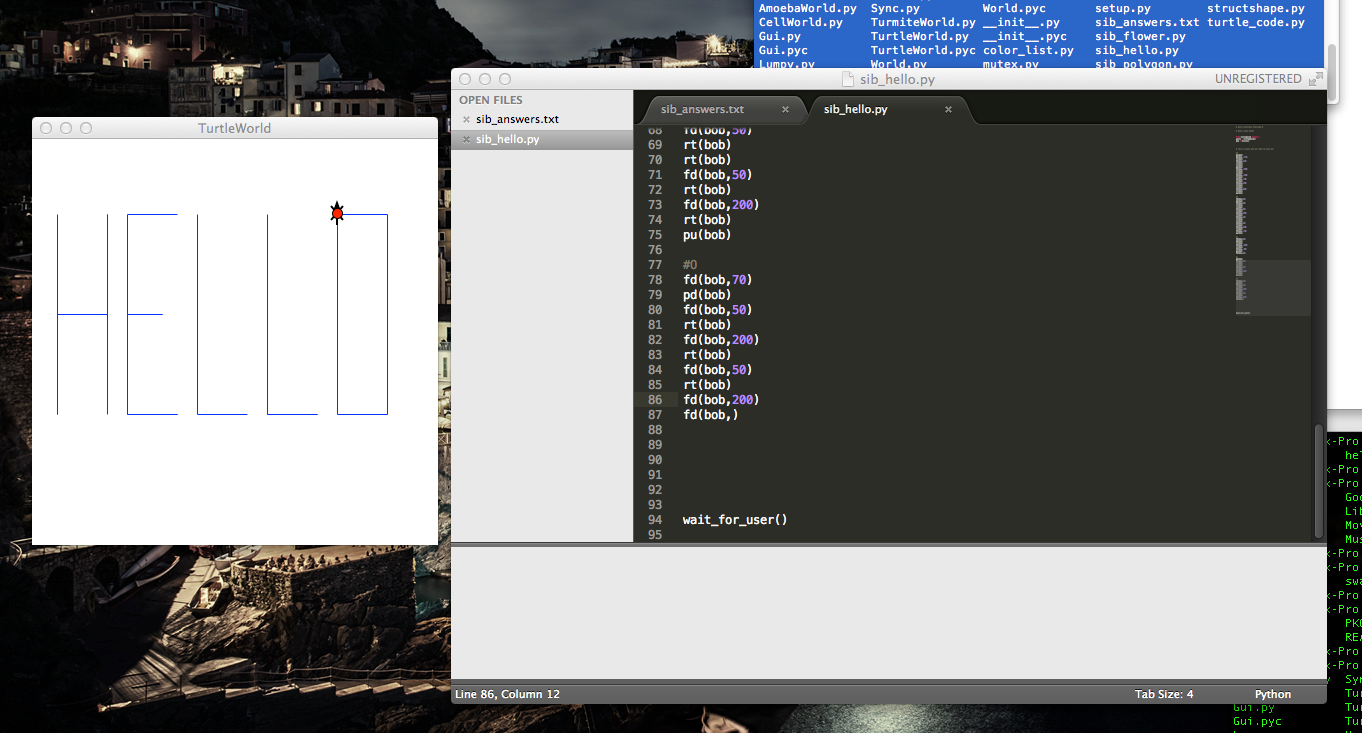 AmoebaWorld.py Sync.py World.pyc setup.py structshape.py
CellWorld.py TurmiteWorld.py __init__.py sib_answers.txt turtle_code.py
Gui.py TurtleWorld.py __init__.pyc sib_flower.py
Gui.pyc TurtleWorld.pyc color_list.py sib_hello.py
Lumpy.py World.py mutex.py sib_polygon.py
sib_hello.py
UNREGISTERED
OPEN FILES
sib_answers.txt
sib_hello.py
sib_answers.txt
sib_hello.py
TurtleWorld
HELLO
68 fd(bob,50)
69 rt(bob)
70 rt(bob)
71 fd(bob,50)
72 rt(bob)
73 fd(bob,200)
74 rt(bob)
75 pu(bob)
76
77 #O
78 fd(bob,70)
79 pd(bob)
80 fd(bob,50)
81 rt(bob)
82 fd(bob,200)
83 rt(bob)
84 fd(bob,50)
85 rt(bob)
86 fd(bob,200)
87 fd(bob,)
88
89
90
91
92
93
94 wait_for_user()
95
Line 86, Column 12
Tab Size: 4
Python
k-Pro
k-Pro
k-Pro
Goo
Lib
Mov
Mus
k-Pro
k-Pro
swa
k-Pro
k-Pro
k-Pro
k-Pro
Gui.py
Gui.pyc